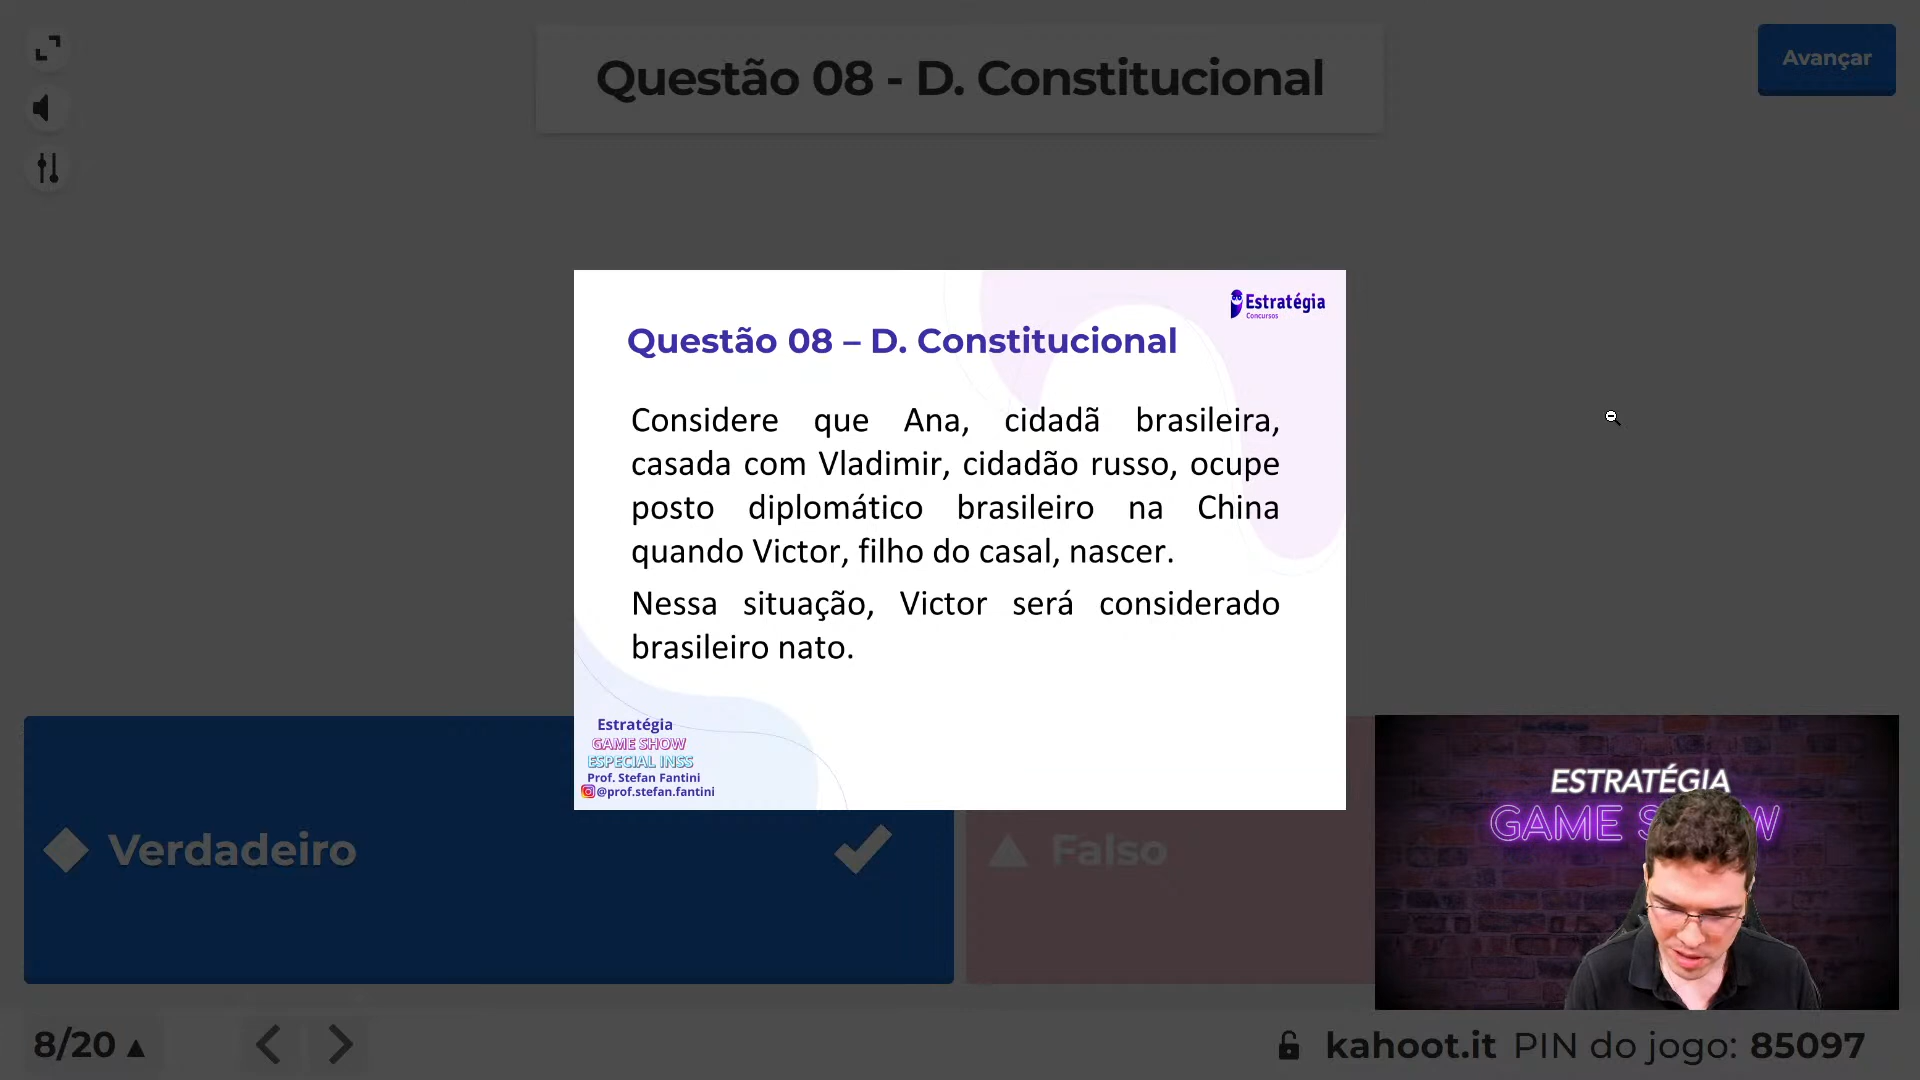 Questão 08 - D. Constitucional
Avançar
Estratégia
Concursos
Questão 08 – D. Constitucional
Considere que Ana, cidadã brasileira,
casada com Vladimir, cidadão russo, ocupe
posto diplomático brasileiro na China
quando Victor, filho do casal, nascer.
Nessa situação, Victor será considerado
brasileiro nato.
Estratégia
GAME SHOW
ESPECIAL INSS
Prof. Stefan Fantini
@prof.stefan.fantini
Verdadeiro
Falso
ESTRATÉGIA
GAME S W
8/20
kahoot.it PIN do jogo: 85097